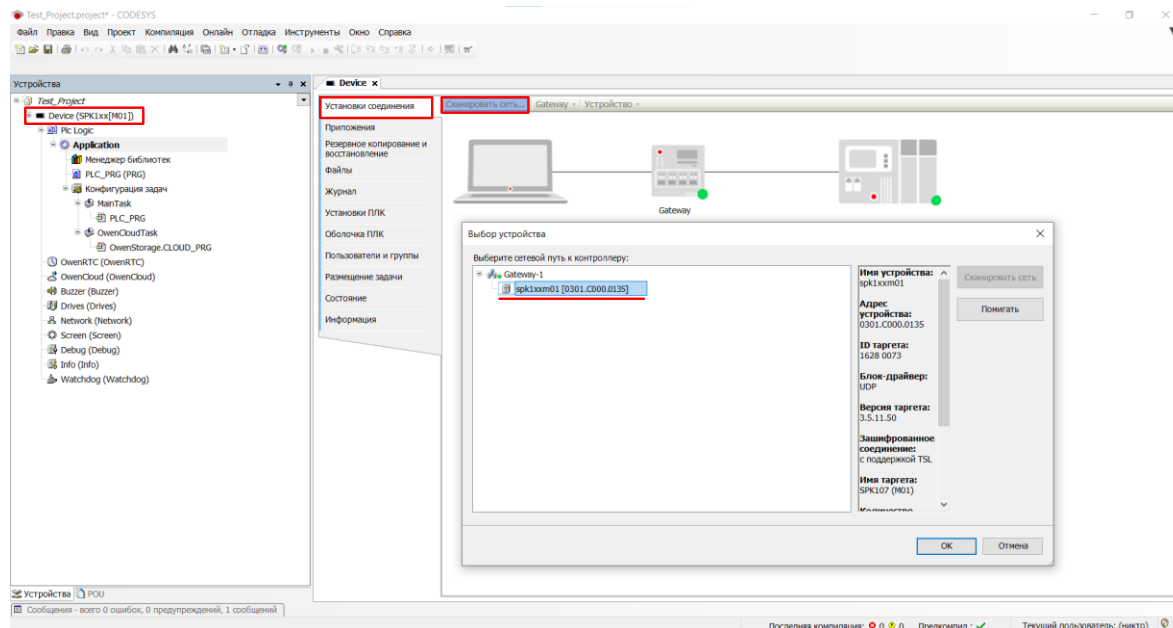 Test_Project.project* - CODESYS
Файл Правка Вид Проект Компиляция Онлайн Отладка Инструменты Окно Справка
Устройства
Test_Project
Device (SPK1xx[M01])
Plc Logic
Application
Менеджер библиотек
PLC_PRG (PRG)
Конфигурация задач
MainTask
PLC_PRG
OwenCloudTask
OwenStorage.CLOUD_PRG
OwenRTC (OwenRTC)
OwenCloud (OwenCloud)
Buzzer (Buzzer)
Drives (Drives)
Network (Network)
Screen (Screen)
Debug (Debug)
Info (Info)
Watchdog (Watchdog)
Устройства POU
Device
Установки соединения
Приложения
Резервное копирование и
восстановление
Файлы
Журнал
Установки ПЛК
Оболочка ПЛК
Пользователи и группы
Размещение задачи
Состояние
Информация
Сканировать сеть... Gateway Устройство
Gateway
Выбор устройства
Выберите сетевой путь к контроллеру:
Gateway-1
spk1xxm01 [0301.C000.0135]
Имя устройства:
spk1xxm01
Адрес
устройства:
0301.C000.0135
ID таргета:
1628 0073
Блок-драйвер:
UDP
Версия таргета:
3.5.11.50
Зашифрованное
соединение:
с поддержкой TSL
Имя таргета:
SPK107 (M01)
Количество
Сканировать сеть
Помигать
OK Отмена
Сообщения - всего 0 ошибок, 0 предупреждений, 1 сообщений
Последняя компиляция: 0 0 Предкомпил.: Текущий пользователь: (никто)